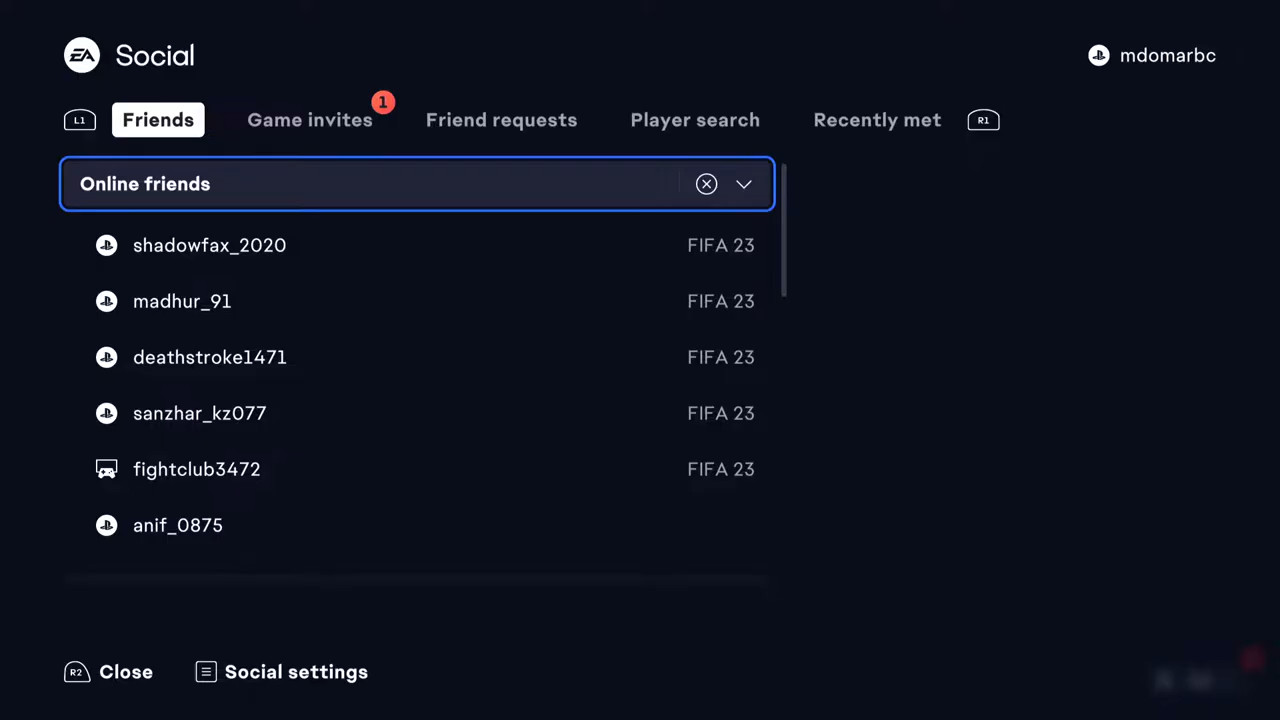 EA Social
mdomarbc
L1 Friends Game invites 1 Friend requests Player search Recently met R1
Online friends
shadowfax_2020 FIFA 23
madhur_91 FIFA 23
deathstroke1471 FIFA 23
sanzhar_kz077 FIFA 23
fightclub3472 FIFA 23
anif_0875
R2 Close Social settings